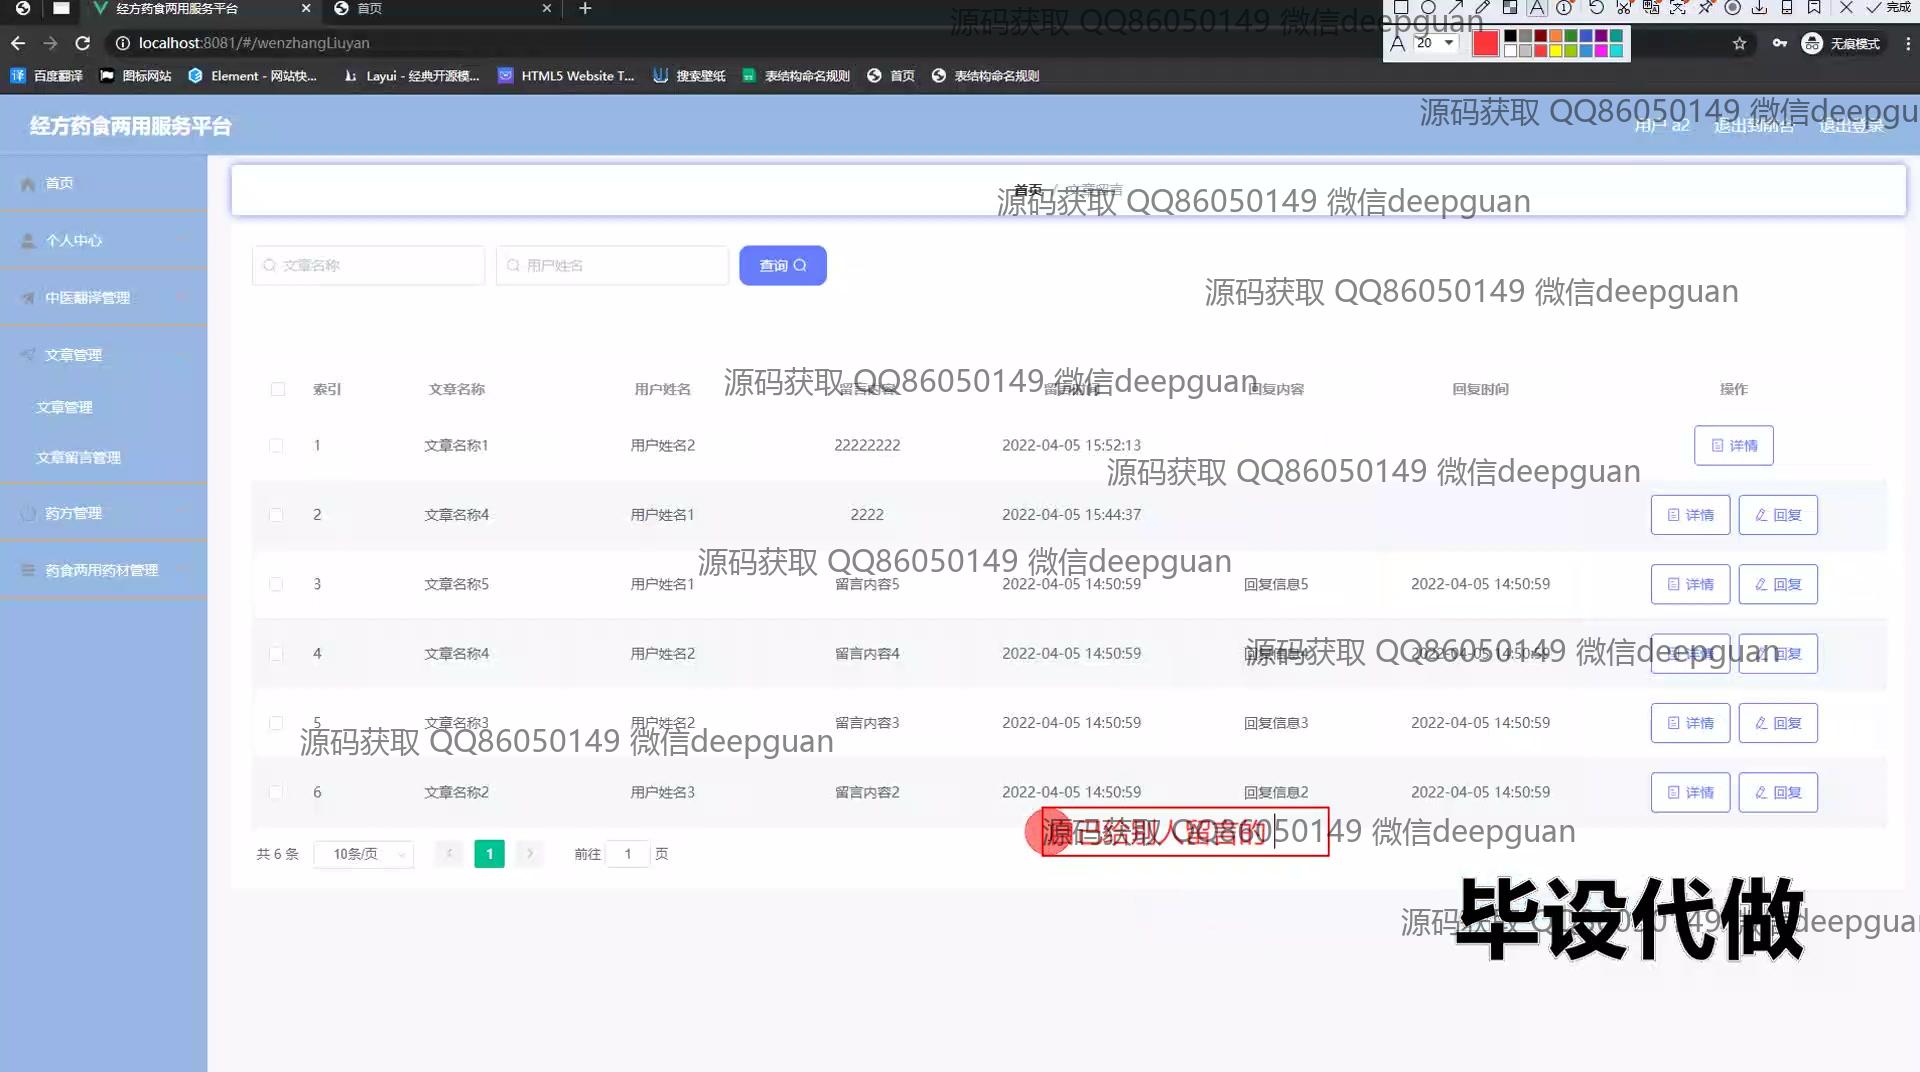 经方药食两用服务平台
首页
源码获取 QQ86050149 微信deepguan
完成
localhost:8081/#/wenzhangLiuyan
20
无痕模式
百度翻译
图标网站
Element - 网站快...
Layui - 经典开源模...
HTML5 Website T...
搜索壁纸
表结构命名规则
首页
表结构命名规则
经方药食两用服务平台
源码获取 QQ86050149 微信deepgu
用户 a2 退出到前台 退出登录
首页
个人中心
中医翻译管理
文章管理
文章管理
文章留言管理
药方管理
药食两用药材管理
首页 / 文章留言
源码获取 QQ86050149 微信deepguan
文章名称 用户姓名 查询
源码获取 QQ86050149 微信deepguan
源码获取 QQ86050149 微信deepguan
索引 文章名称 用户姓名 留言内容 留言时间 回复内容 回复时间 操作
1 文章名称1 用户姓名2 22222222 2022-04-05 15:52:13 详情
源码获取 QQ86050149 微信deepguan
2 文章名称4 用户姓名1 2222 2022-04-05 15:44:37 详情 回复
源码获取 QQ86050149 微信deepguan
3 文章名称5 用户姓名1 留言内容5 2022-04-05 14:50:59 回复信息5 2022-04-05 14:50:59 详情 回复
源码获取 QQ86050149 微信deepguan
4 文章名称4 用户姓名2 留言内容4 2022-04-05 14:50:59 回复信息4 2022-04-05 14:50:59 详情 回复
5 文章名称3 用户姓名2 留言内容3 2022-04-05 14:50:59 回复信息3 2022-04-05 14:50:59 详情 回复
源码获取 QQ86050149 微信deepguan
6 文章名称2 用户姓名3 留言内容2 2022-04-05 14:50:59 回复信息2 2022-04-05 14:50:59 详情 回复
源码获取 QQ86050149 微信deepguan
共 6 条 10条/页 1 前往 1 页
毕设代做
源码获取 QQ86050149 微信deepguan